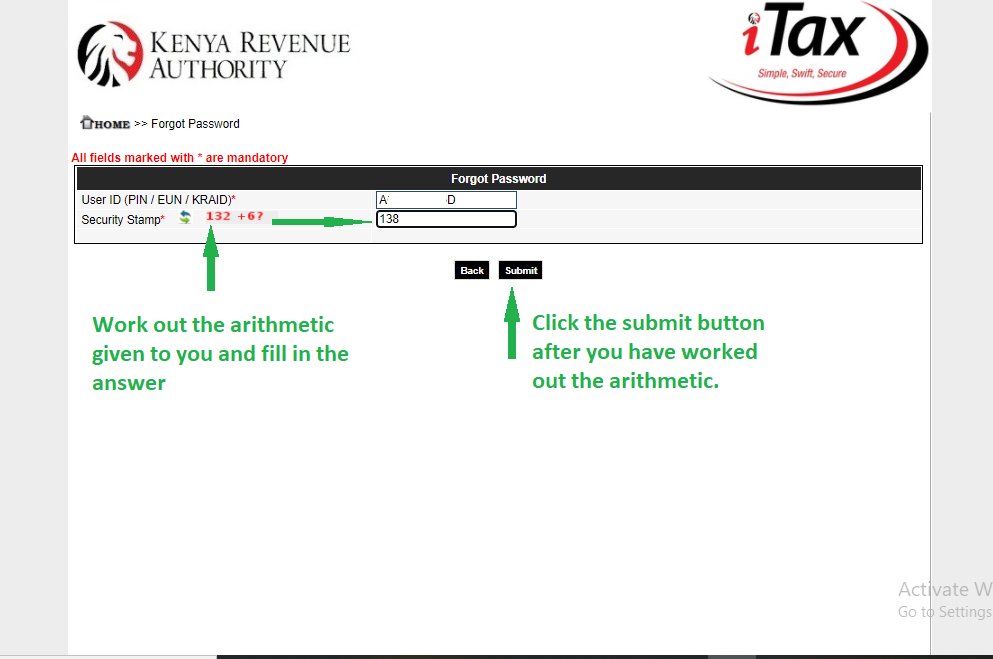 KENYA REVENUE
AUTHORITY
iTax
Simple, Swift, Secure
HOME >> Forgot Password
All fields marked with * are mandatory
Forgot Password
User ID (PIN / EUN / KRAID)* A D
Security Stamp* 132 +6? 138
Back Submit
Work out the arithmetic
given to you and fill in the
answer
Click the submit button
after you have worked
out the arithmetic.
Activate W
Go to Settings